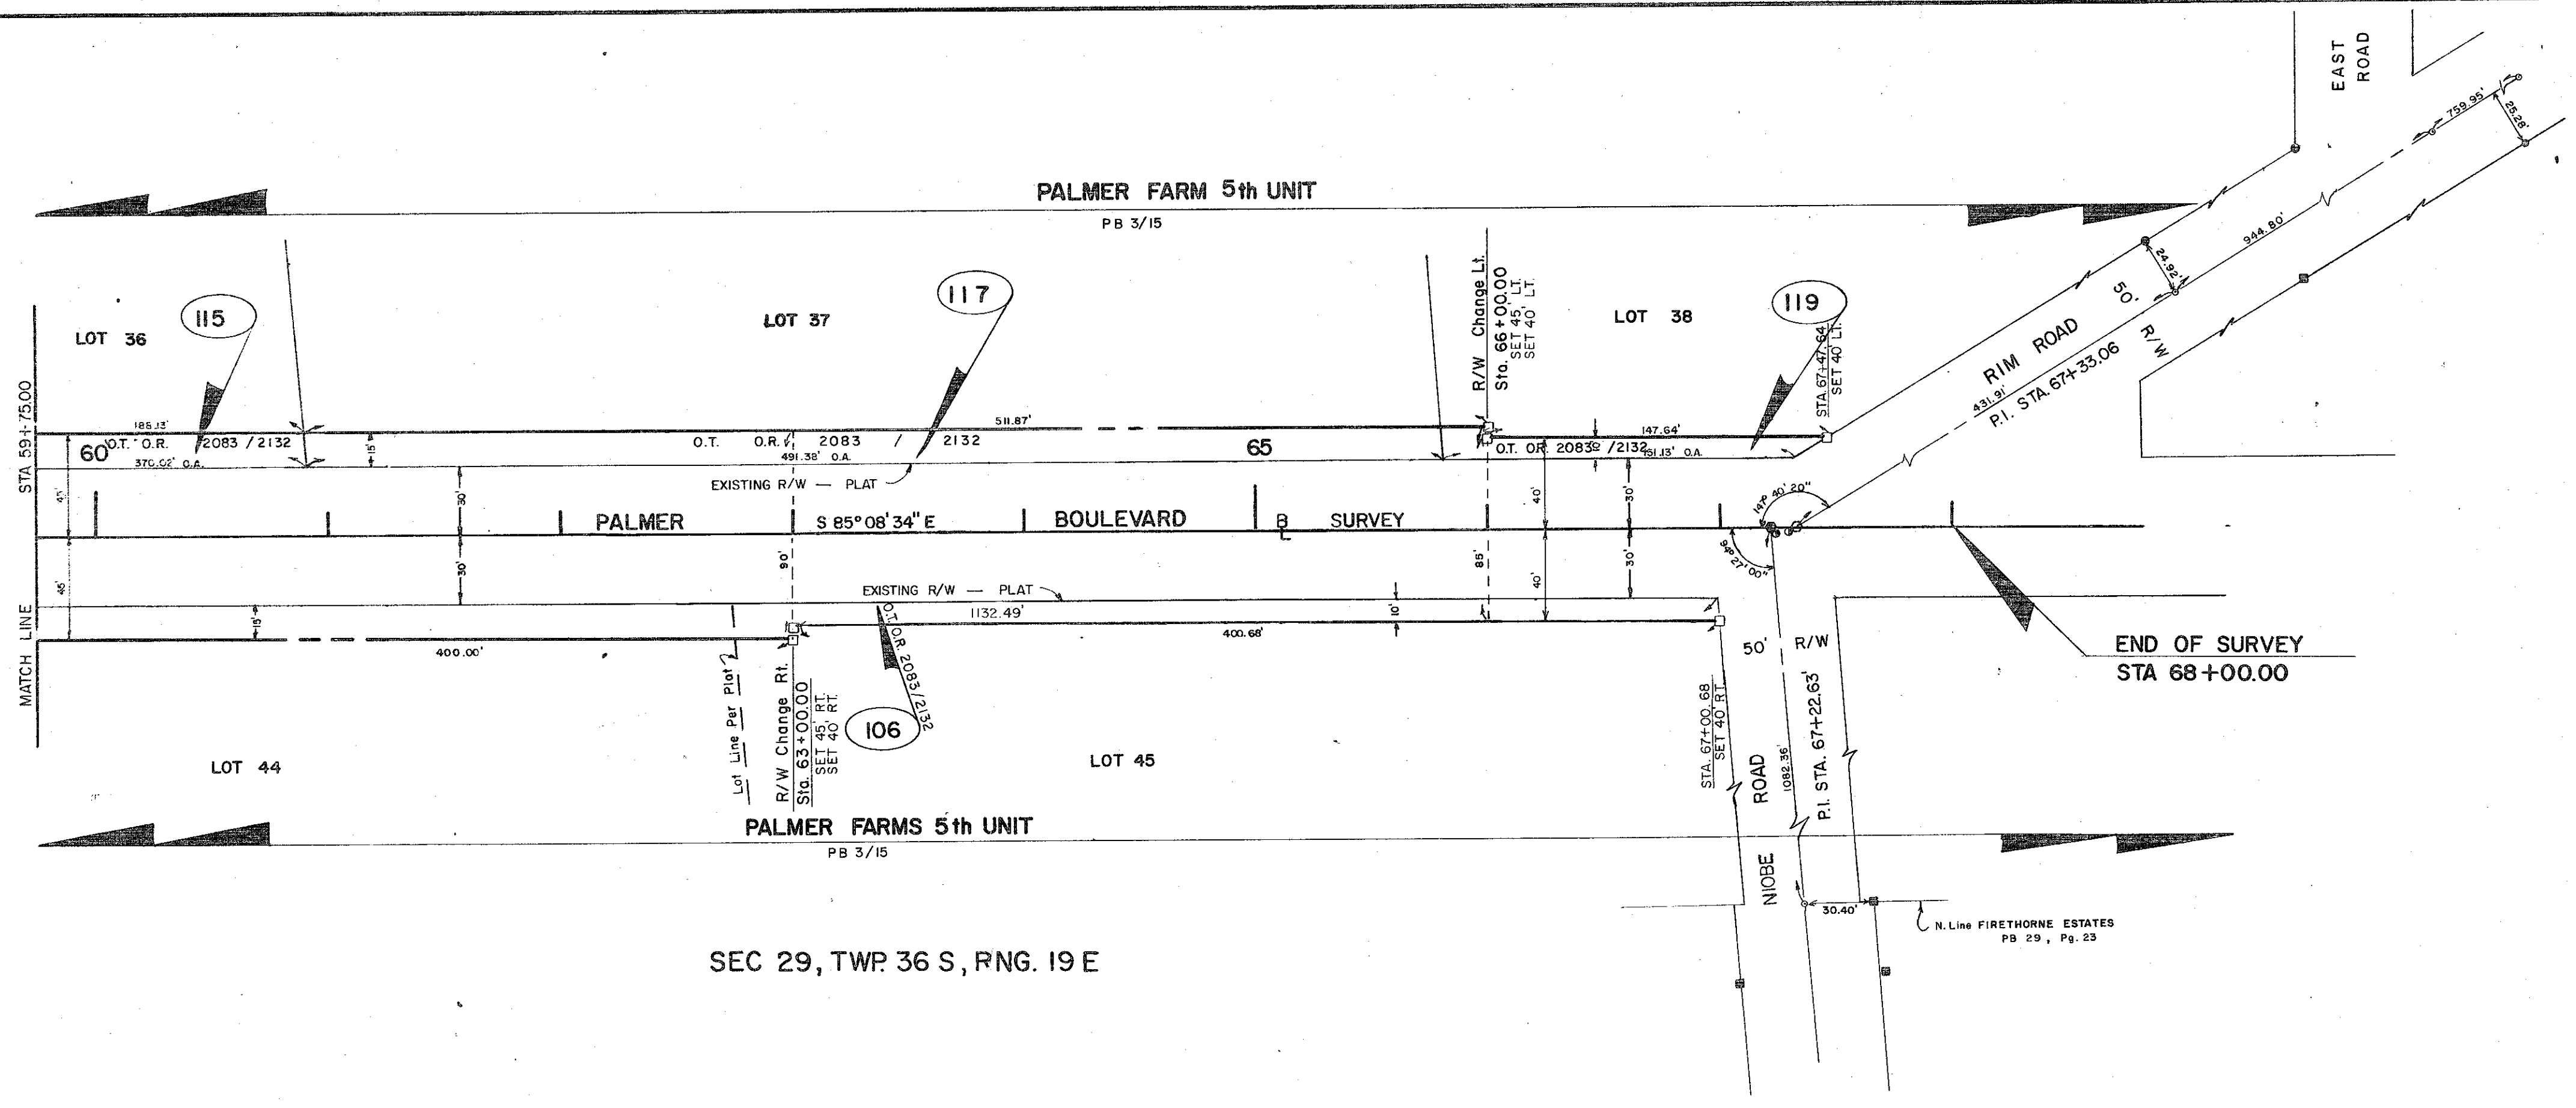 EAST
ROAD
759.95'
25.28'
PALMER FARM 5th UNIT
PB 3/15
944.80'
24.92'
50'
R/W
RIM ROAD
431.91'
P.I. STA. 67+33.06
LOT 36
115
LOT 37
117
R/W Change Lt.
Sta. 66+00.00
SET 45' LT.
SET 40' LT.
LOT 38
119
STA. 67+47.64
SET 40' LT.
MATCH LINE STA 59+75.00
188.13'
O.T. O.R. 2083/2132
60
370.02' O.A.
15'
O.T. O.R. 2083 / 2132
491.38' O.A.
511.87'
65
147.64'
O.T. O.R. 2083/2132
151.13' O.A.
EXISTING R/W — PLAT
45'
30'
40'
30'
147° 40' 20"
PALMER S 85° 08' 34" E BOULEVARD B L SURVEY
94° 27' 00"
45'
30'
90'
85'
40'
30'
EXISTING R/W — PLAT
1132.49'
15'
10'
400.00'
400.68'
O.T. O.R. 2083/2132
106
Lot Line Per Plat
R/W Change Rt.
Sta. 63+00.00
SET 45' RT.
SET 40' RT.
LOT 44
LOT 45
STA. 67+00.68
SET 40' RT.
50' R/W
NIOBE ROAD
1082.36'
P.I. STA. 67+22.63'
END OF SURVEY
STA 68+00.00
PALMER FARMS 5th UNIT
PB 3/15
30.40'
N. Line FIRETHORNE ESTATES
PB 29, Pg. 23
SEC 29, TWP. 36 S, RNG. 19 E